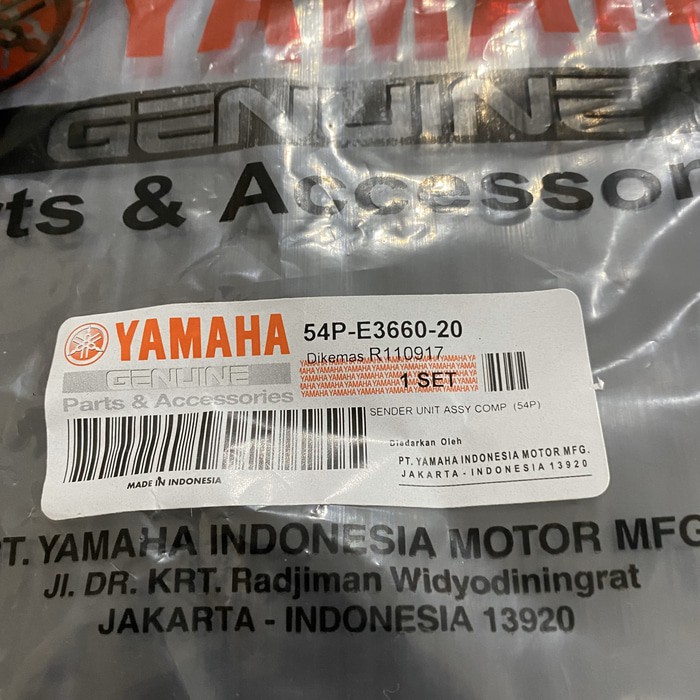 YAMAHA
GENUINE
Parts & Accessories
YAMAHA
GENUINE
Parts & Accessories
MADE IN INDONESIA
54P-E3660-20
Dikemas R110917
1 SET
SENDER UNIT ASSY COMP (54P)
Diedarkan Oleh
PT. YAMAHA INDONESIA MOTOR MFG.
JAKARTA - INDONESIA 13920
PT. YAMAHA INDONESIA MOTOR MFG
Jl. DR. KRT. Radjiman Widyodiningrat
JAKARTA - INDONESIA 13920